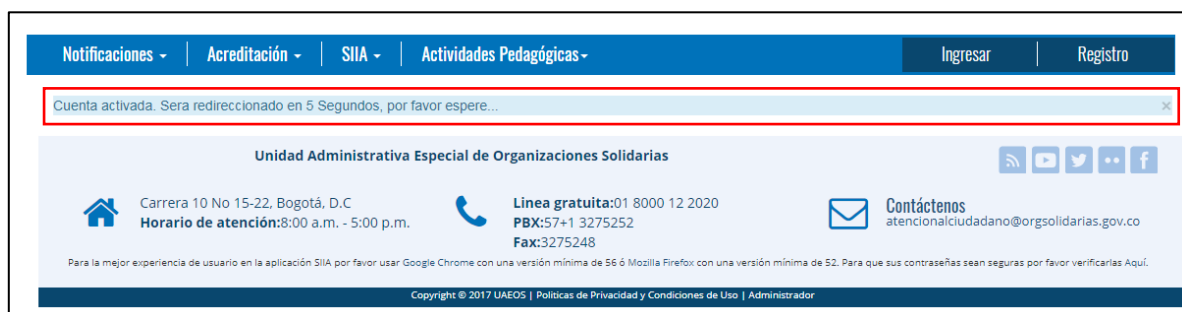 Notificaciones Acreditación SIIA Actividades Pedagógicas Ingresar Registro
Cuenta activada. Sera redireccionado en 5 Segundos, por favor espere... ×
Unidad Administrativa Especial de Organizaciones Solidarias
Carrera 10 No 15-22, Bogotá, D.C
Horario de atención:8:00 a.m. - 5:00 p.m.
Linea gratuita:01 8000 12 2020
PBX:57+1 3275252
Fax:3275248
Contáctenos
atencionalciudadano@orgsolidarias.gov.co
Para la mejor experiencia de usuario en la aplicación SIIA por favor usar Google Chrome con una versión mínima de 56 ó Mozilla Firefox con una versión mínima de 52. Para que sus contraseñas sean seguras por favor verificarlas Aquí.
Copyright © 2017 UAEOS | Políticas de Privacidad y Condiciones de Uso | Administrador